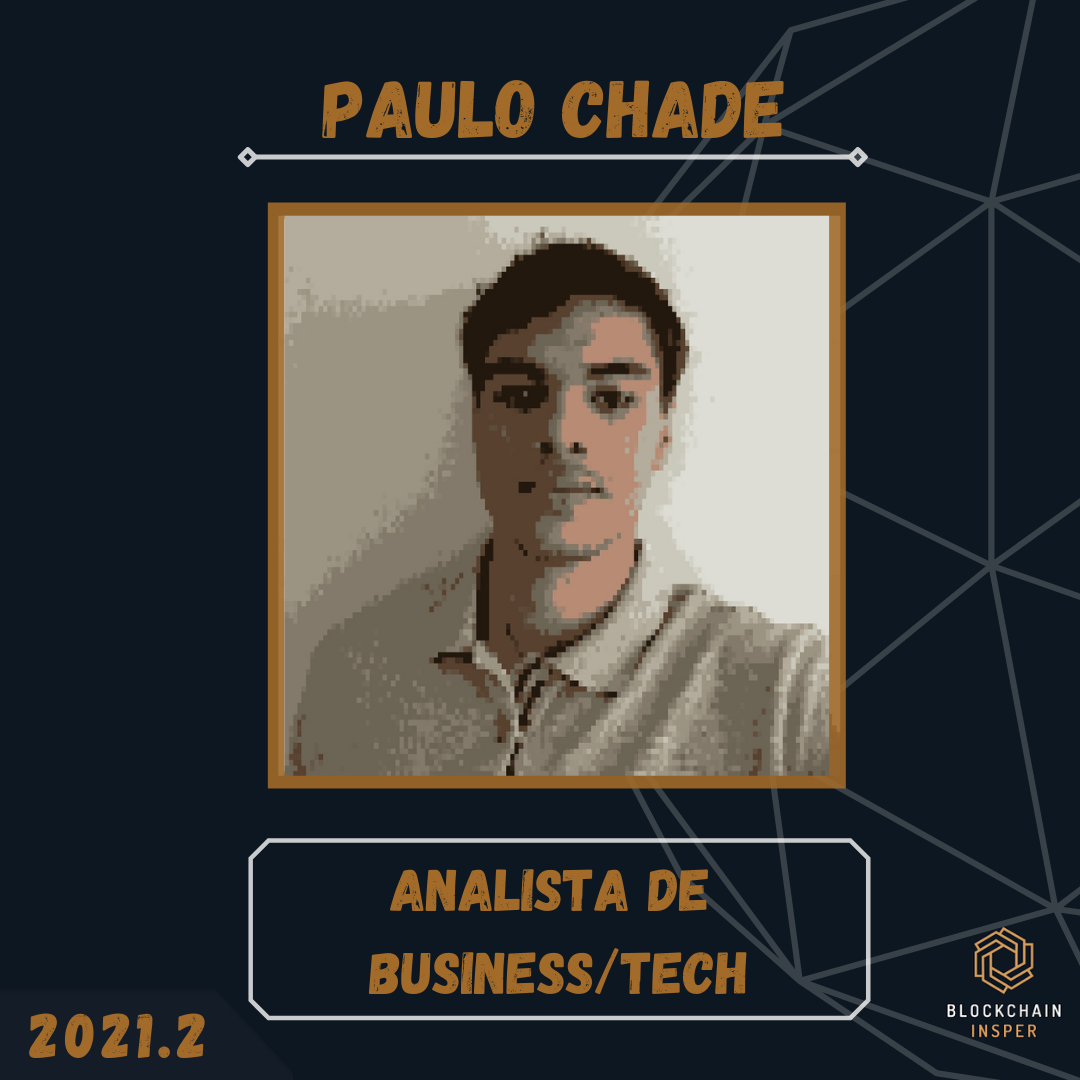 PAULO CHADE
ANALISTA DE
BUSINESS/TECH
2021.2
BLOCKCHAIN
INSPER